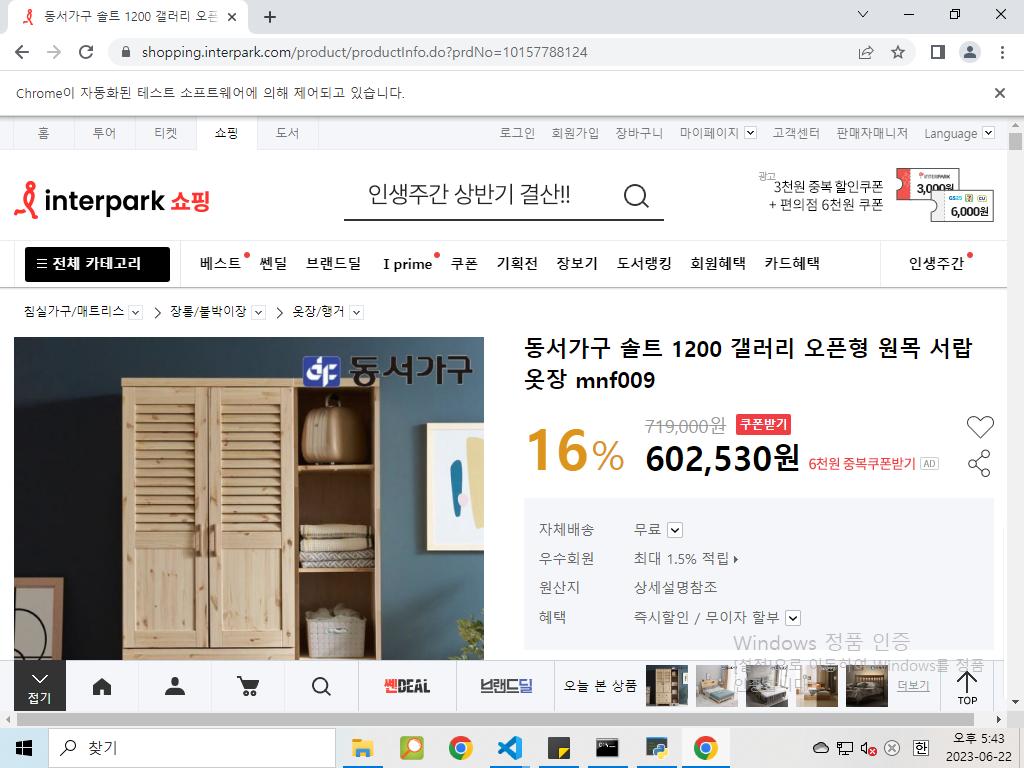 동서가구 솔트 1200 갤러리 오픈
shopping.interpark.com/product/productInfo.do?prdNo=10157788124
Chrome이 자동화된 테스트 소프트웨어에 의해 제어되고 있습니다.
홈 투어 티켓 쇼핑 도서 로그인 회원가입 장바구니 마이페이지 고객센터 판매자매니저 Language
interpark 쇼핑
인생주간 상반기 결산!!
광고
3천원 중복 할인쿠폰
+ 편의점 6천원 쿠폰
INTERPARK
3,000원
GS25 CU
6,000원
전체 카테고리 베스트 쎈딜 브랜드딜 I prime 쿠폰 기획전 장보기 도서랭킹 회원혜택 카드혜택 인생주간
침실가구/매트리스 장롱/붙박이장 옷장/행거
동서가구
동서가구 솔트 1200 갤러리 오픈형 원목 서랍
옷장 mnf009
719,000원 쿠폰받기
16% 602,530원 6천원 중복쿠폰받기 AD
자체배송 무료
우수회원 최대 1.5% 적립
원산지 상세설명참조
혜택 즉시할인 / 무이자 할부
Windows 정품 인증
[설정]으로 이동하여 Windows를 정품
인증합니다.
접기
쎈DEAL 브랜드딜 오늘 본 상품 더보기 TOP
찾기
한
오후 5:43
2023-06-22